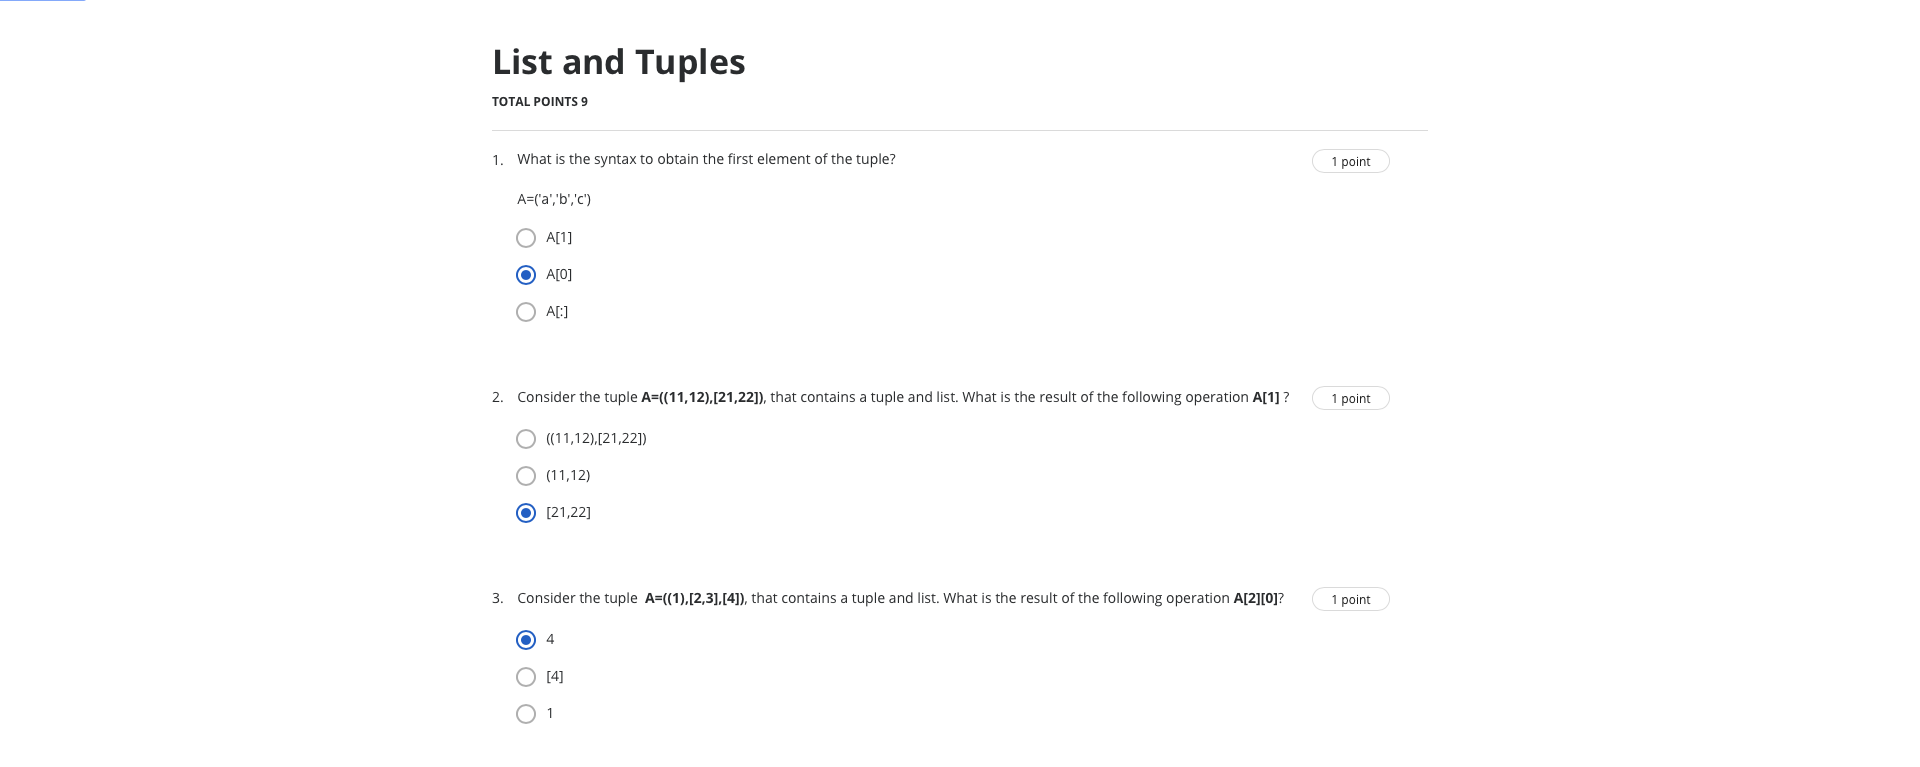 List and Tuples
TOTAL POINTS 9
1. What is the syntax to obtain the first element of the tuple? 1 point
A=('a','b','c')
A[1]
A[0]
A[:]
2. Consider the tuple A=((11,12),[21,22]), that contains a tuple and list. What is the result of the following operation A[1] ? 1 point
((11,12),[21,22])
(11,12)
[21,22]
3. Consider the tuple A=((1),[2,3],[4]), that contains a tuple and list. What is the result of the following operation A[2][0]? 1 point
4
[4]
1